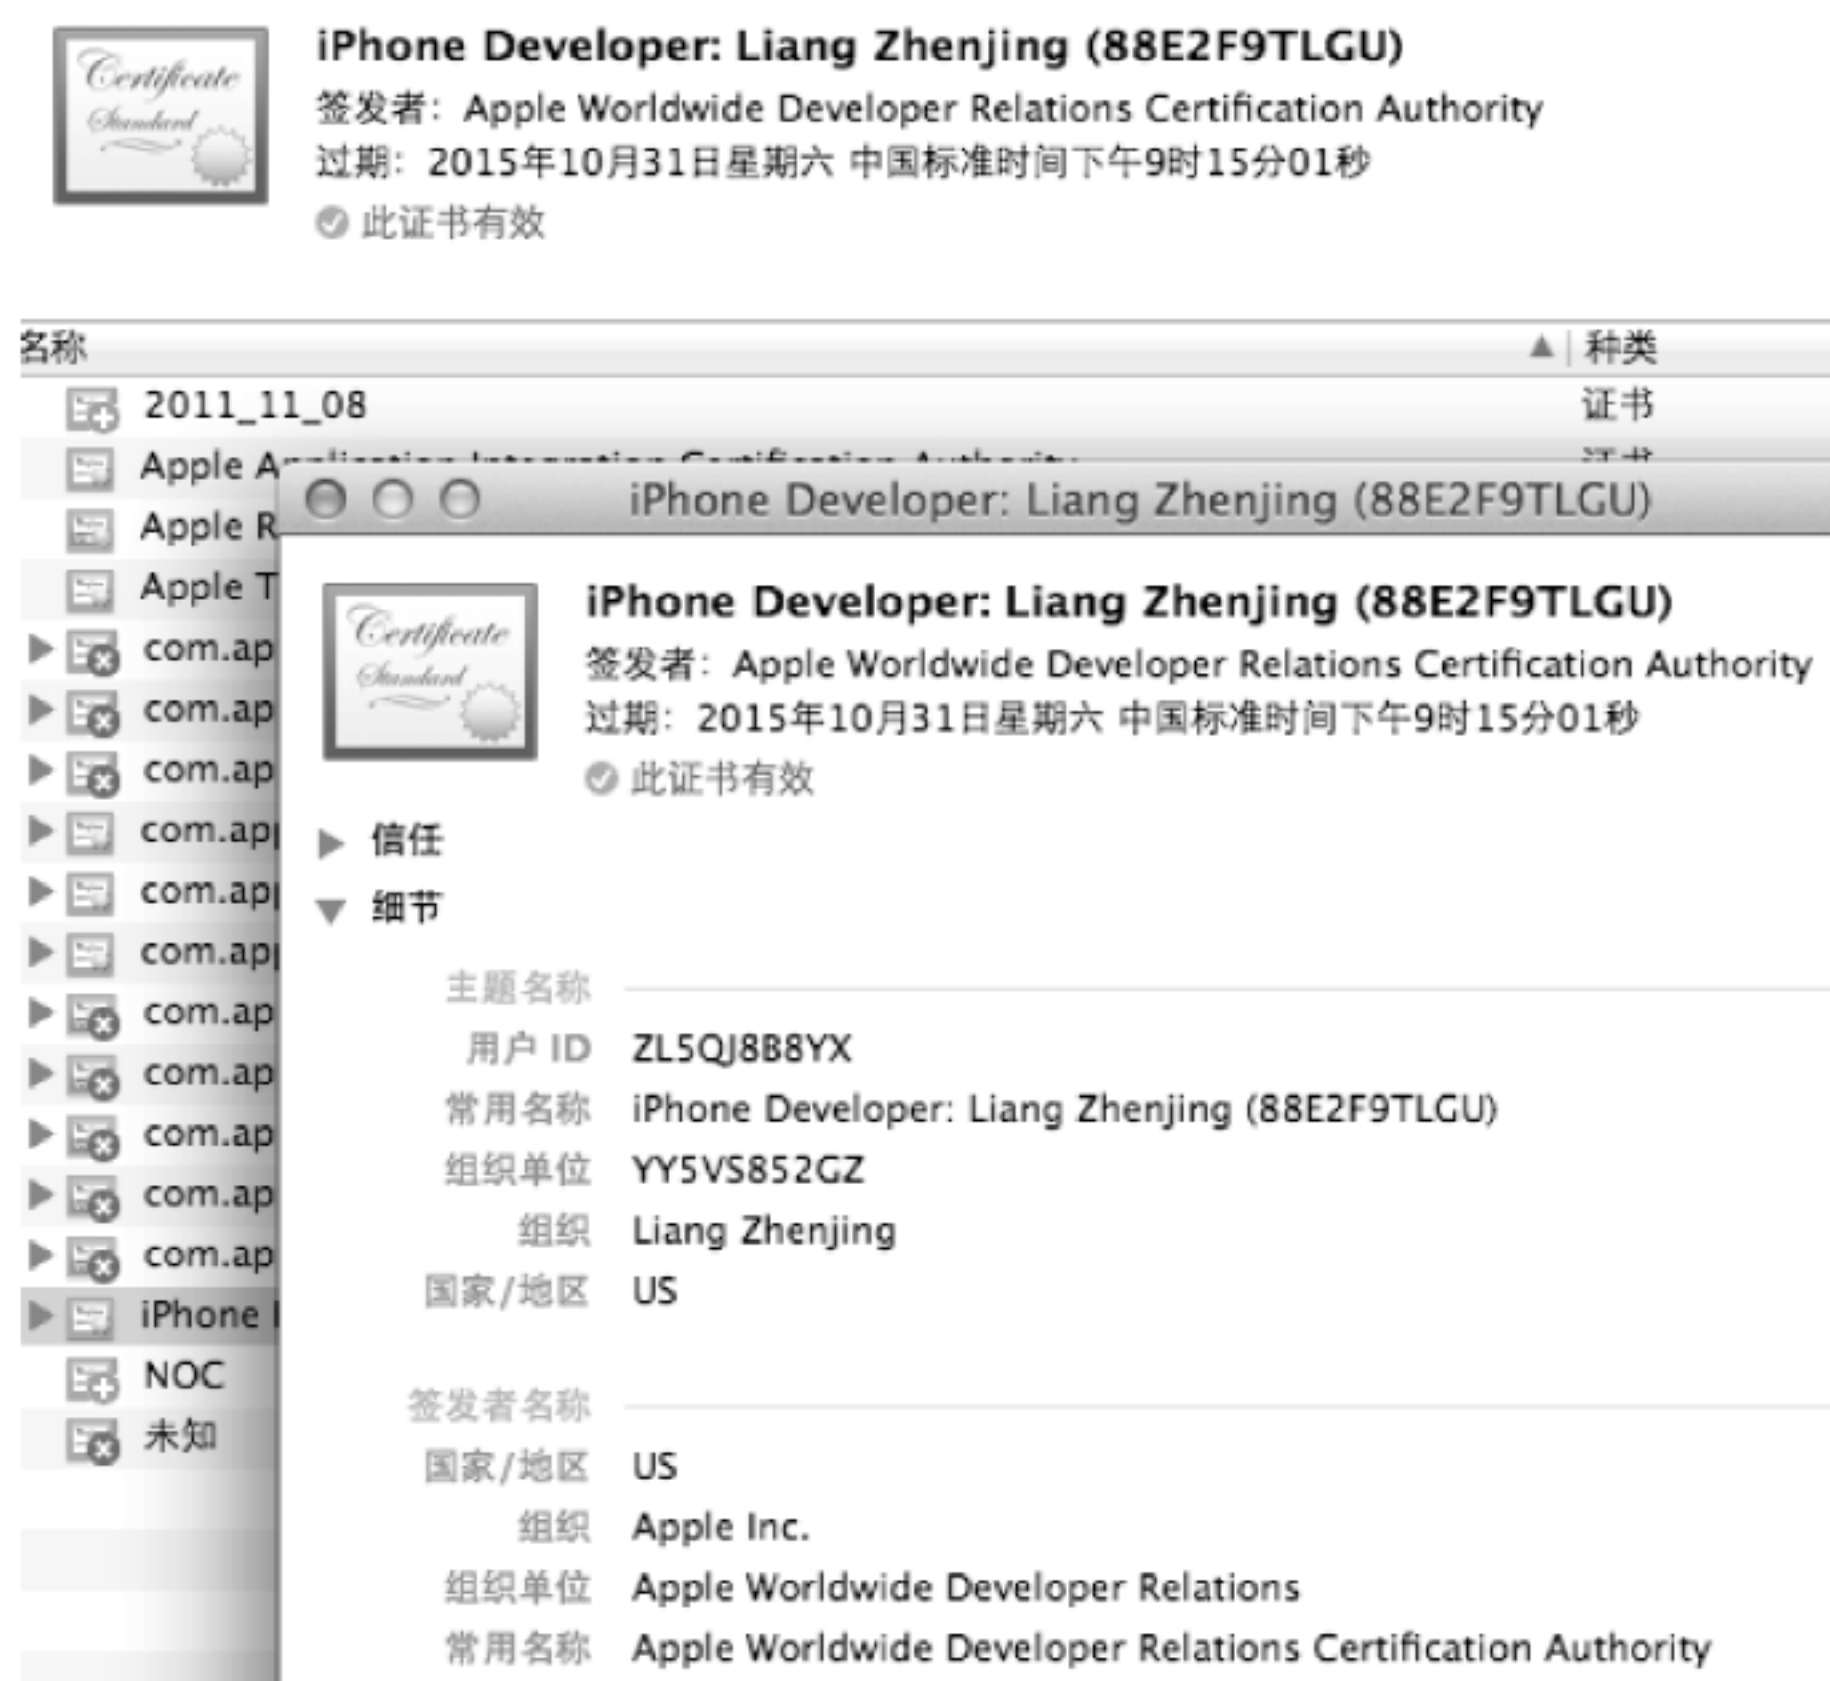 Certificate
Standard
iPhone Developer: Liang Zhenjing (88E2F9TLGU)
签发者：Apple Worldwide Developer Relations Certification Authority
过期：2015年10月31日星期六 中国标准时间下午9时15分01秒
此证书有效
名称 种类
2011_11_08 证书
Apple Application Integration Certification Authority 证书
Apple R
Apple T
com.ap
com.ap
com.ap
com.app
com.app
com.app
com.ap
com.ap
com.ap
com.ap
com.ap
iPhone
NOC
未知
iPhone Developer: Liang Zhenjing (88E2F9TLGU)
Certificate
Standard
iPhone Developer: Liang Zhenjing (88E2F9TLGU)
签发者：Apple Worldwide Developer Relations Certification Authority
过期：2015年10月31日星期六 中国标准时间下午9时15分01秒
此证书有效
信任
细节
主题名称
用户 ID ZL5QJ8B8YX
常用名称 iPhone Developer: Liang Zhenjing (88E2F9TLGU)
组织单位 YY5VS852GZ
组织 Liang Zhenjing
国家/地区 US
签发者名称
国家/地区 US
组织 Apple Inc.
组织单位 Apple Worldwide Developer Relations
常用名称 Apple Worldwide Developer Relations Certification Authority